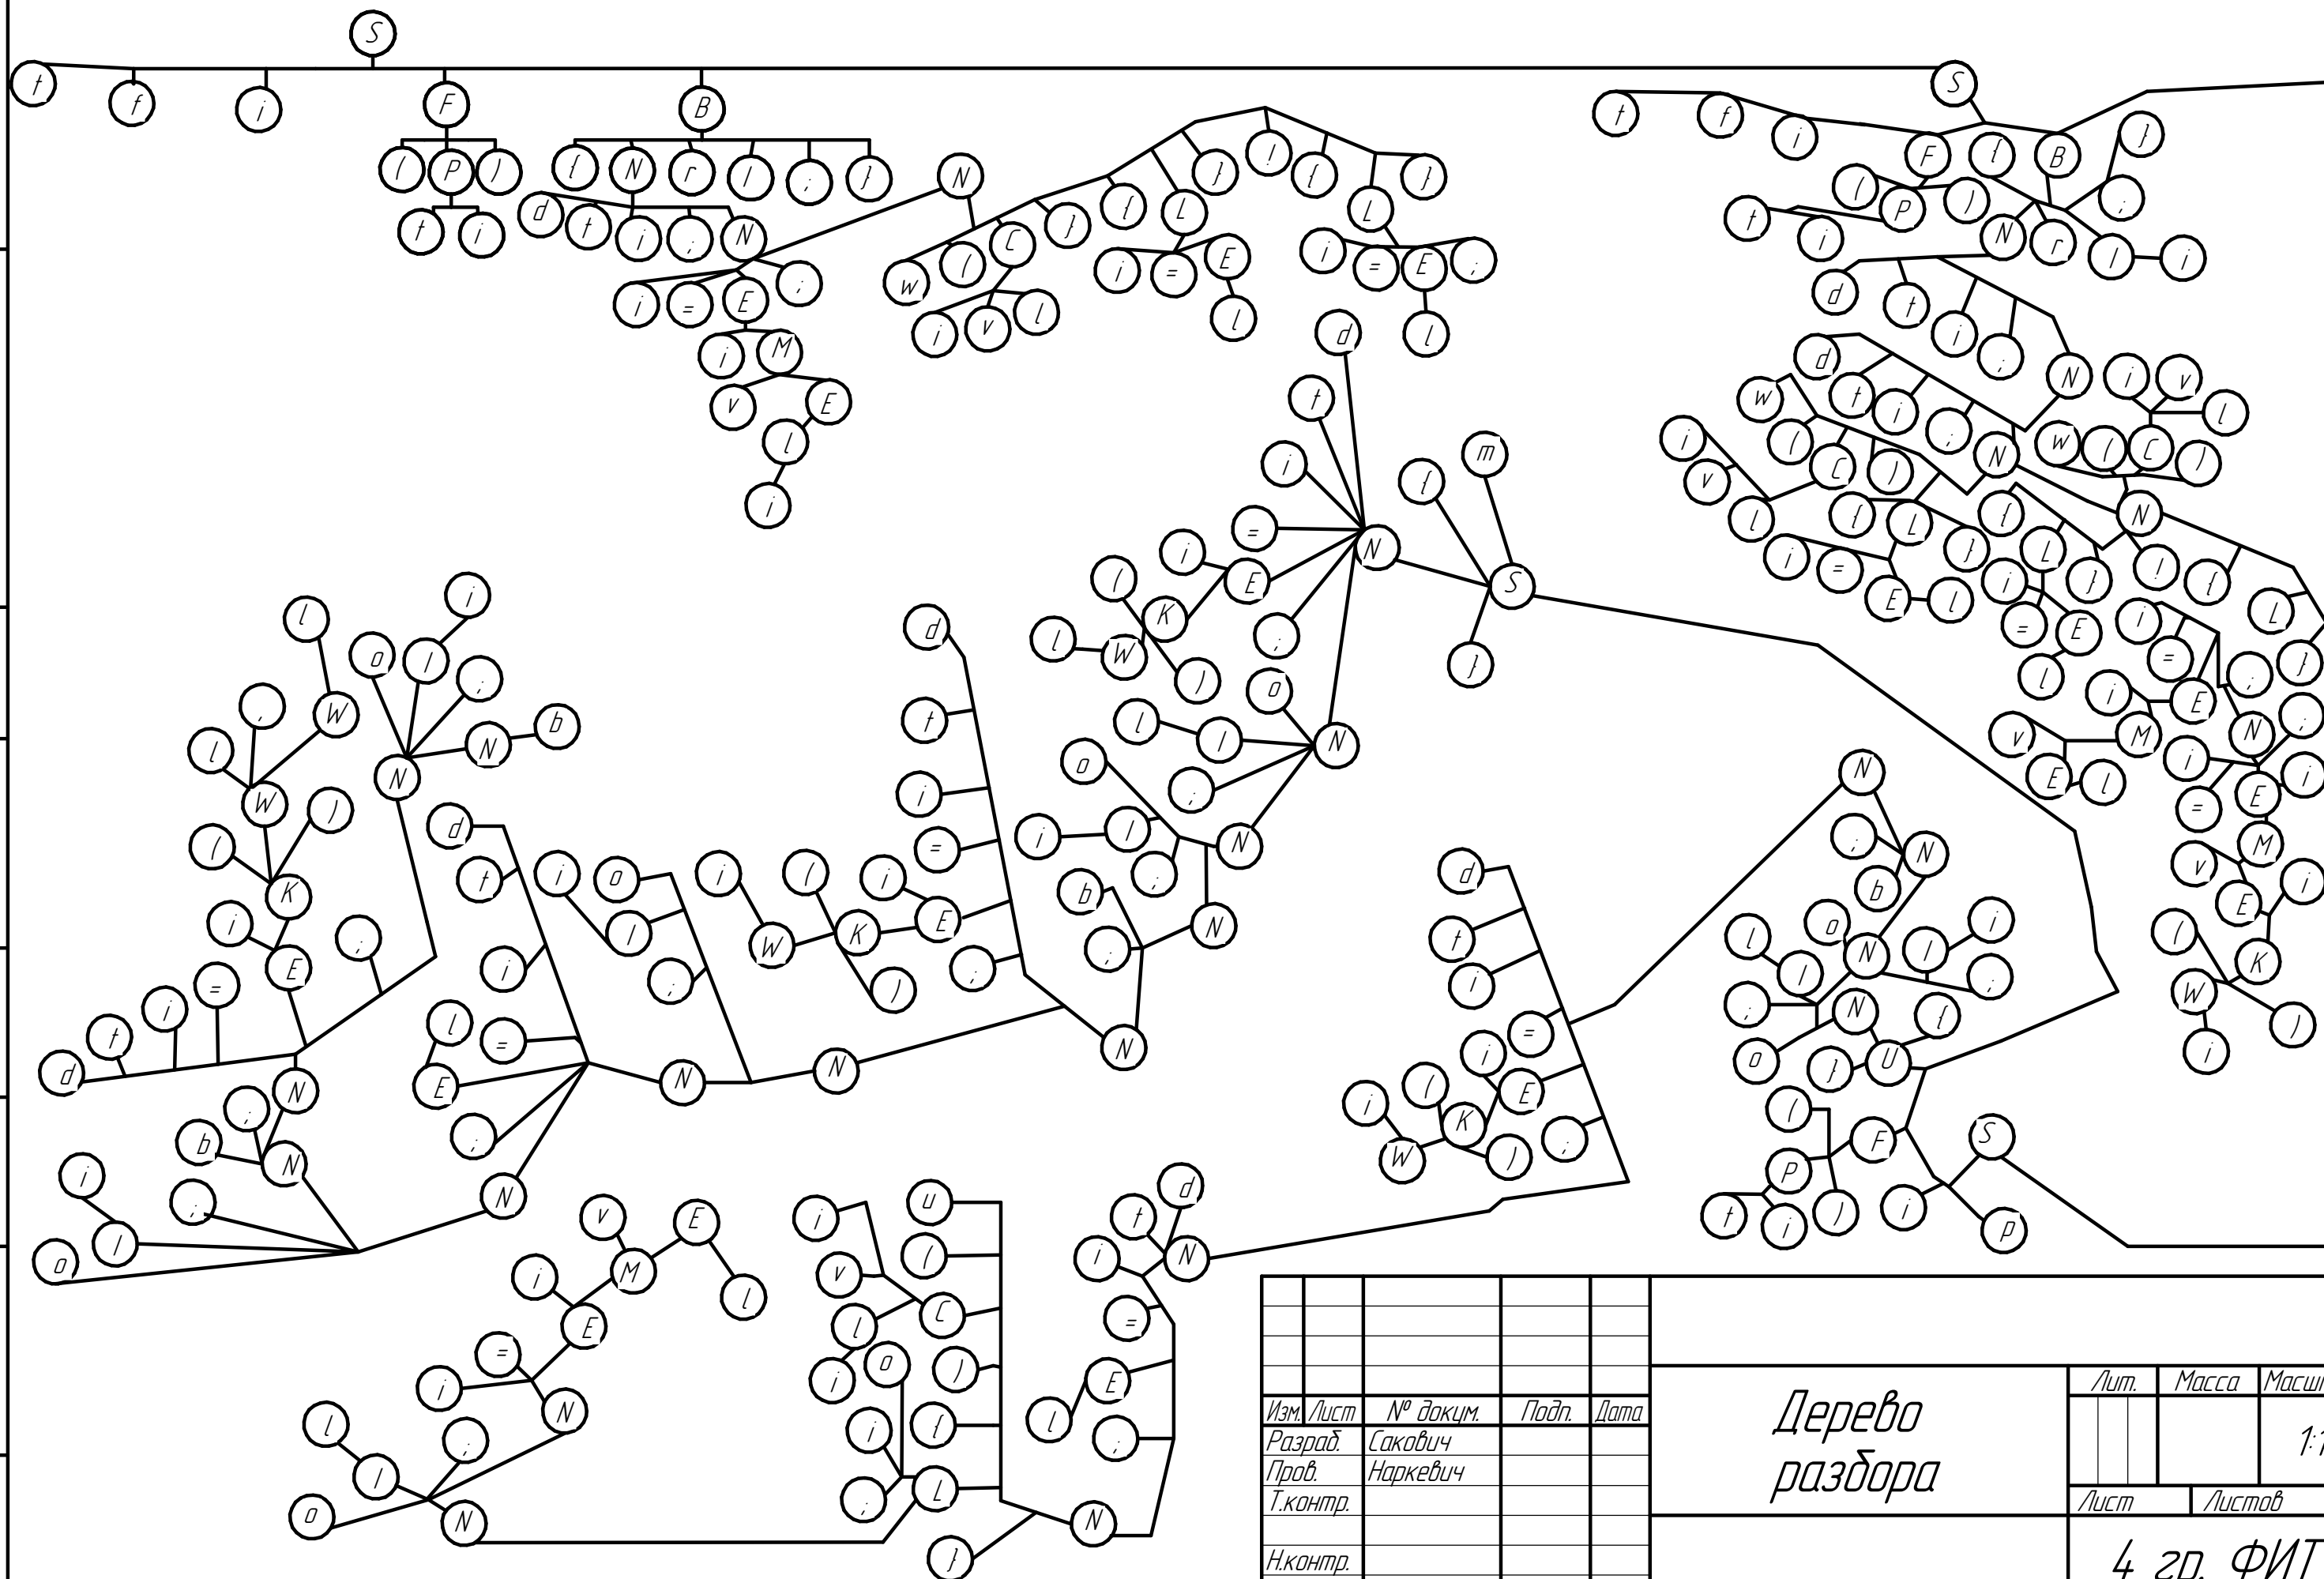 S
t f i F B S
( P ) { N r I ; }
t i d t i ; N
i = E ;
i M
v E
l
i
N
w ( C } { L } ! { L }
i v l i = E i = E ;
l l
t f i F { B }
( P ) N r I ; i
t i
d t i ; N
d t i ; N i v l
w ( C ) w ( C )
i v l { L } { L } N ! { L }
i = E l i = E i = E ;
l i M N ;
v E l i = E i
M
v E i
( K
W )
i
d t i = N { m S }
i E ; K ( W l )
o I l ; N
o I i ; N
b ; N
d t i = E ; N
i K ( W i )
l , W l W ( ) K i E
o I i ; N b N
d t i = ; N
b ; N
i ; I o
d t i = E l ; N N
i o I ; N
v E M l i E = i N
l ; I o N
i v l i C u ( ) { L }
o i ;
d t i = E l ; N N
d t i = E ; i K ( W i )
N ; N b
l I o N I i ;
; o N { U }
( P F ) t i
S i p
Изм. Лист № докум. Подп. Дата
Разраб. Сакович
Пров. Наркевич
Т.контр.
Н.контр.
Дерево
разбора
Лит. Масса
Лист Листов
4 гр. ФИТ